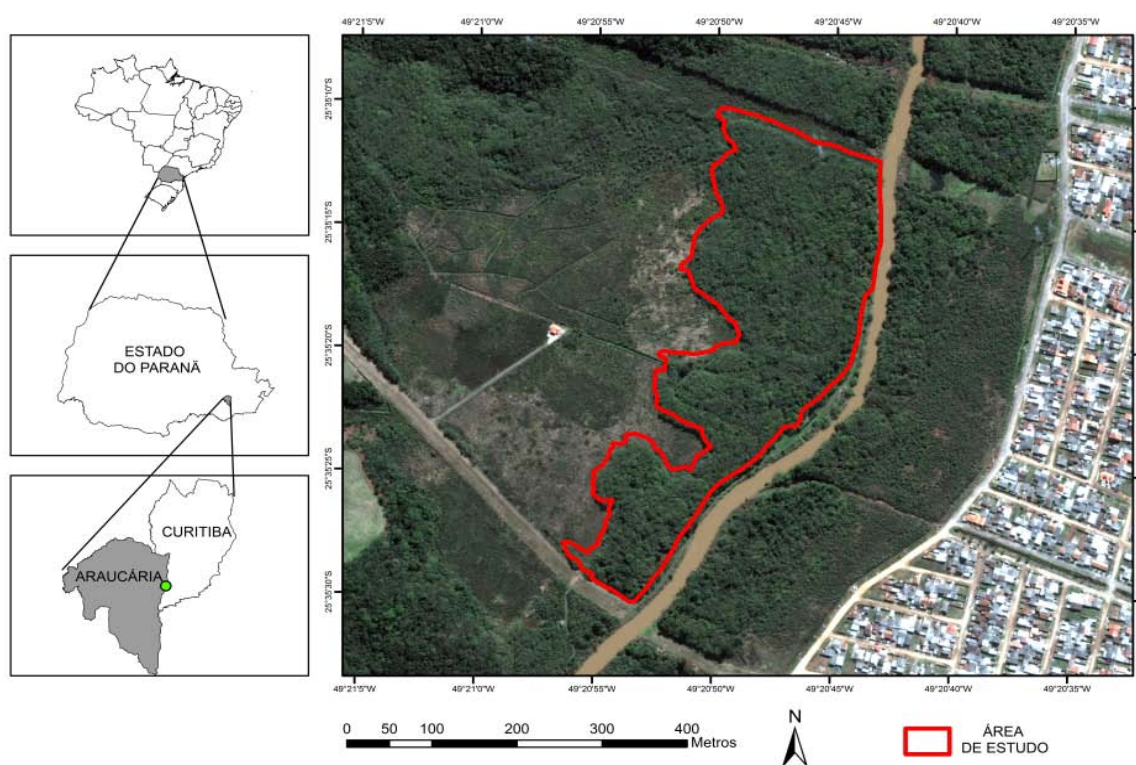 49°21'5"W
49°21'0"W
49°20'55"W
49°20'50"W
49°20'45"W
49°20'40"W
49°20'35"W
25°35'10"S
25°35'15"S
25°35'20"S
25°35'25"S
25°35'30"S
ESTADO
DO PARANÃ
CURITIBA
ARAUCÁRIA
49°21'5"W
49°21'0"W
49°20'55"W
49°20'50"W
49°20'45"W
49°20'40"W
49°20'35"W
0 50 100 200 300 400
Metros
N
ÁREA
DE ESTUDO